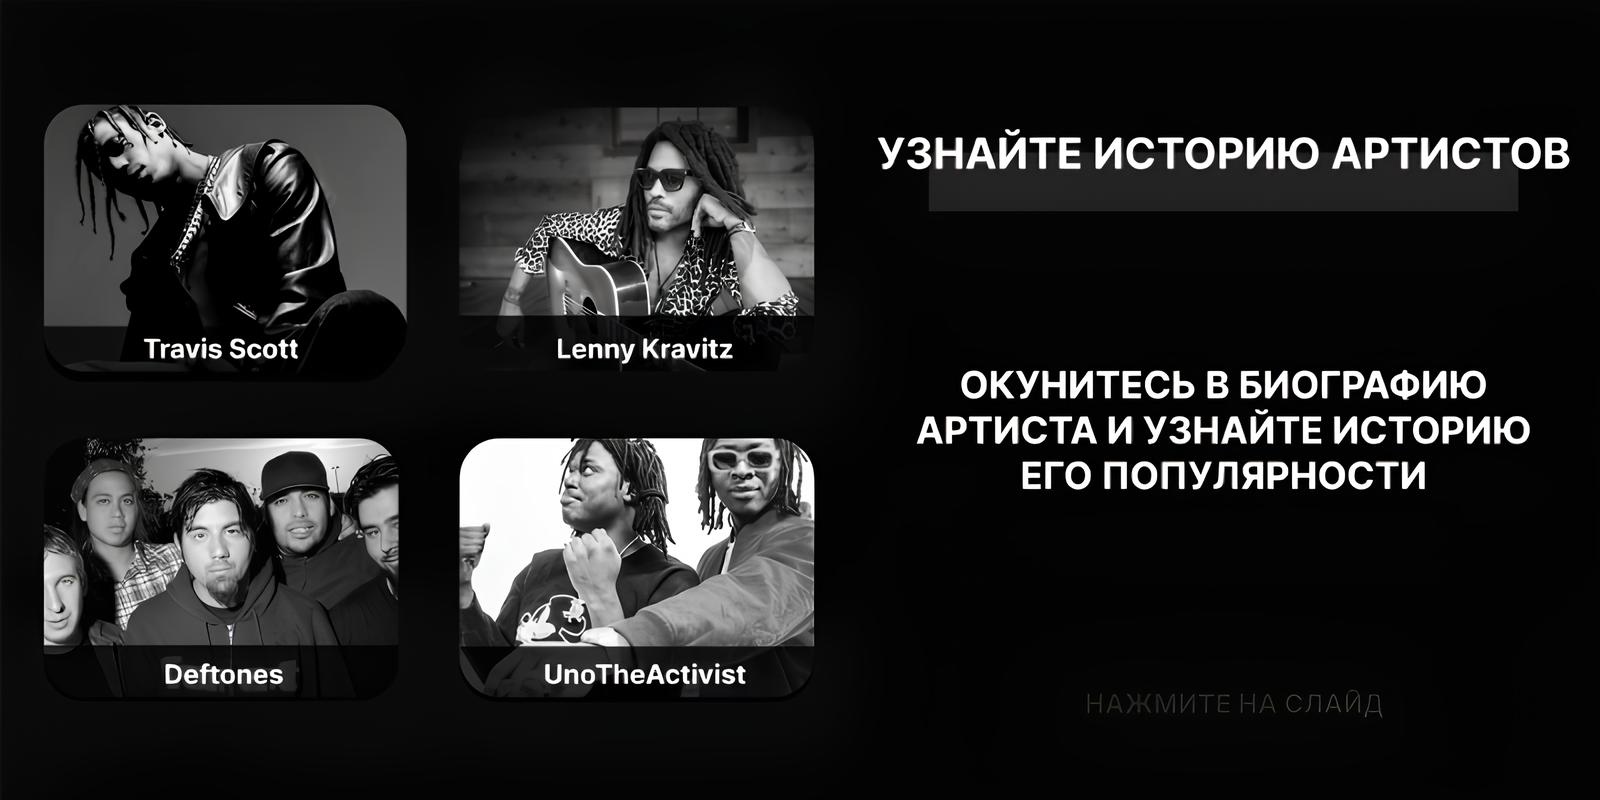 УЗНАЙТЕ ИСТОРИЮ АРТИСТОВ
Travis Scott
Lenny Kravitz
ОКУНИТЕСЬ В БИОГРАФИЮ
АРТИСТА И УЗНАЙТЕ ИСТОРИЮ
ЕГО ПОПУЛЯРНОСТИ
Deftones
UnoTheActivist
НАЖМИТЕ НА СЛАЙД